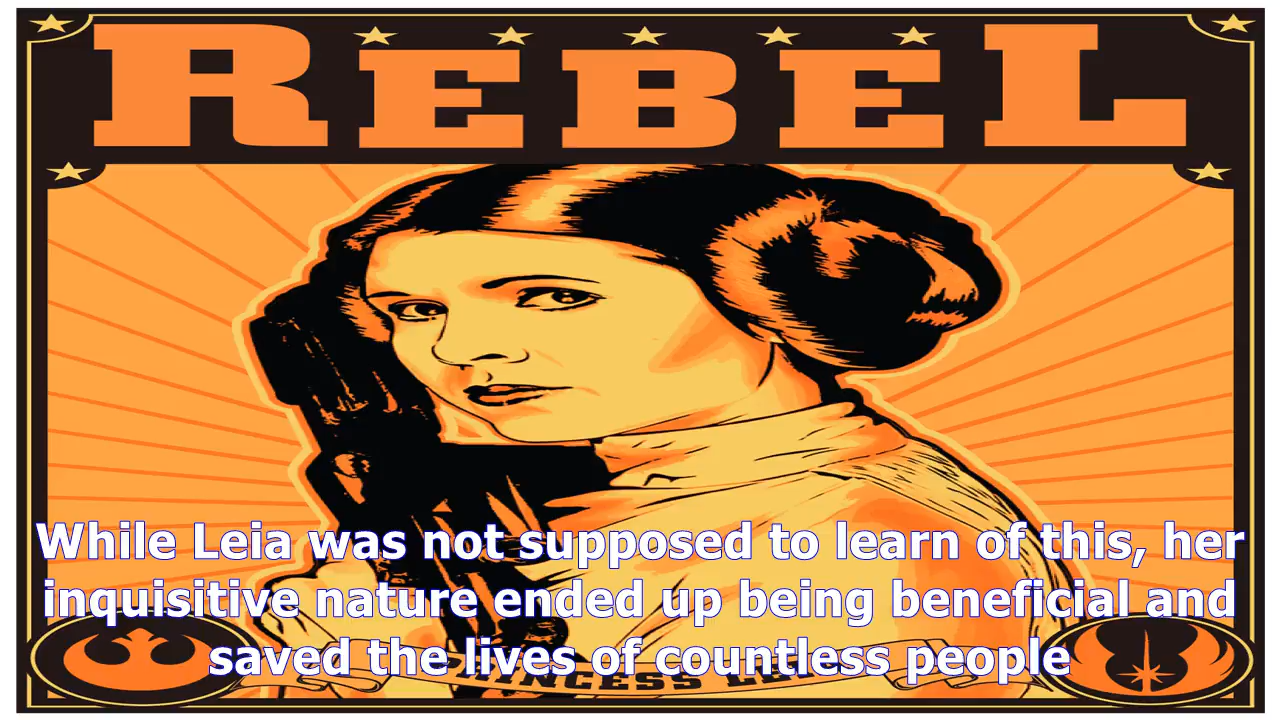 REBEL
While Leia was not supposed to learn of this, her
inquisitive nature ended up being beneficial and
saved the lives of countless people